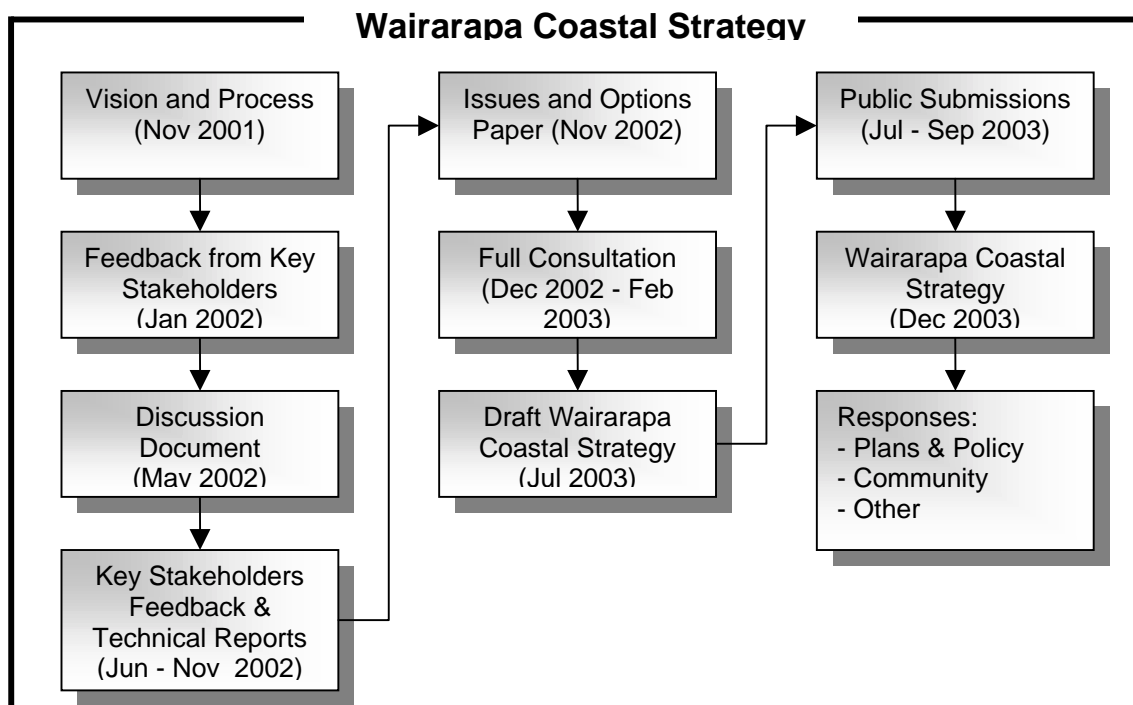 Wairarapa Coastal Strategy
Vision and Process
(Nov 2001)
Feedback from Key
Stakeholders
(Jan 2002)
Discussion
Document
(May 2002)
Key Stakeholders
Feedback &
Technical Reports
(Jun - Nov 2002)
Issues and Options
Paper (Nov 2002)
Full Consultation
(Dec 2002 - Feb
2003)
Draft Wairarapa
Coastal Strategy
(Jul 2003)
Public Submissions
(Jul - Sep 2003)
Wairarapa Coastal
Strategy
(Dec 2003)
Responses:
- Plans & Policy
- Community
- Other